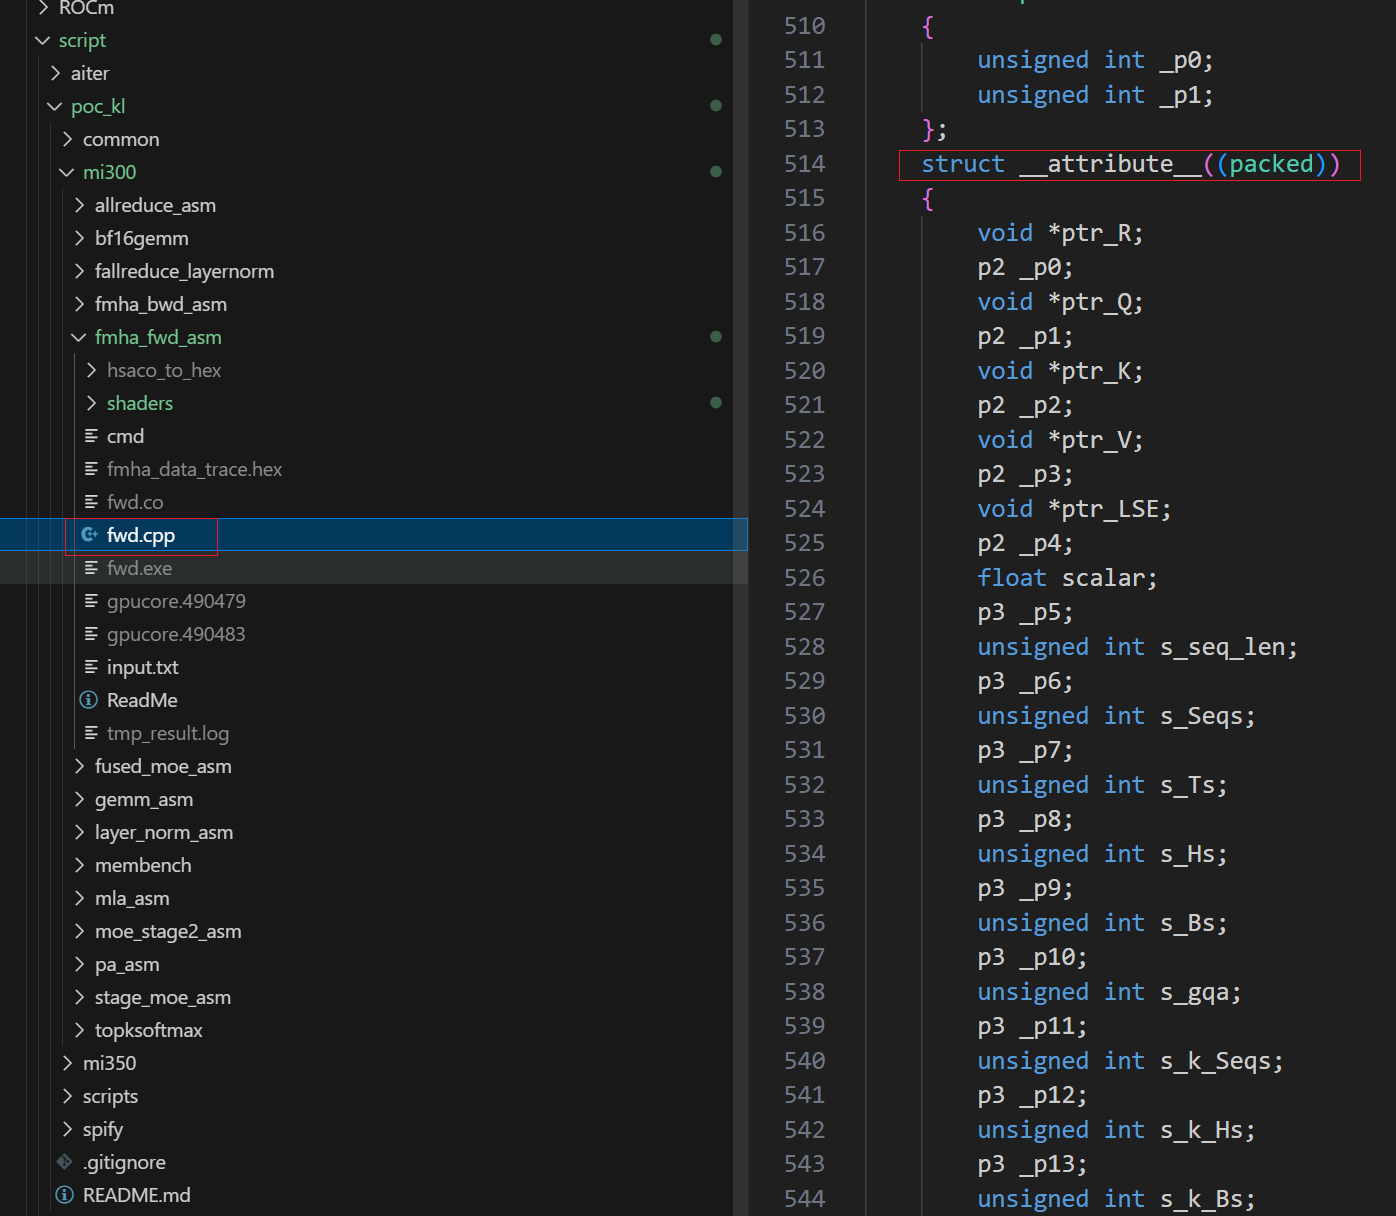 ROCm
script
aiter
poc_kl
common
mi300
allreduce_asm
bf16gemm
fallreduce_layernorm
fmha_bwd_asm
fmha_fwd_asm
hsaco_to_hex
shaders
cmd
fmha_data_trace.hex
fwd.co
fwd.cpp
fwd.exe
gpucore.490479
gpucore.490483
input.txt
ReadMe
tmp_result.log
fused_moe_asm
gemm_asm
layer_norm_asm
membench
mla_asm
moe_stage2_asm
pa_asm
stage_moe_asm
topksoftmax
mi350
scripts
spify
.gitignore
README.md
510 {
511 unsigned int _p0;
512 unsigned int _p1;
513 };
514 struct __attribute__((packed))
515 {
516 void *ptr_R;
517 p2 _p0;
518 void *ptr_Q;
519 p2 _p1;
520 void *ptr_K;
521 p2 _p2;
522 void *ptr_V;
523 p2 _p3;
524 void *ptr_LSE;
525 p2 _p4;
526 float scalar;
527 p3 _p5;
528 unsigned int s_seq_len;
529 p3 _p6;
530 unsigned int s_Seqs;
531 p3 _p7;
532 unsigned int s_Ts;
533 p3 _p8;
534 unsigned int s_Hs;
535 p3 _p9;
536 unsigned int s_Bs;
537 p3 _p10;
538 unsigned int s_gqa;
539 p3 _p11;
540 unsigned int s_k_Seqs;
541 p3 _p12;
542 unsigned int s_k_Hs;
543 p3 _p13;
544 unsigned int s_k_Bs;